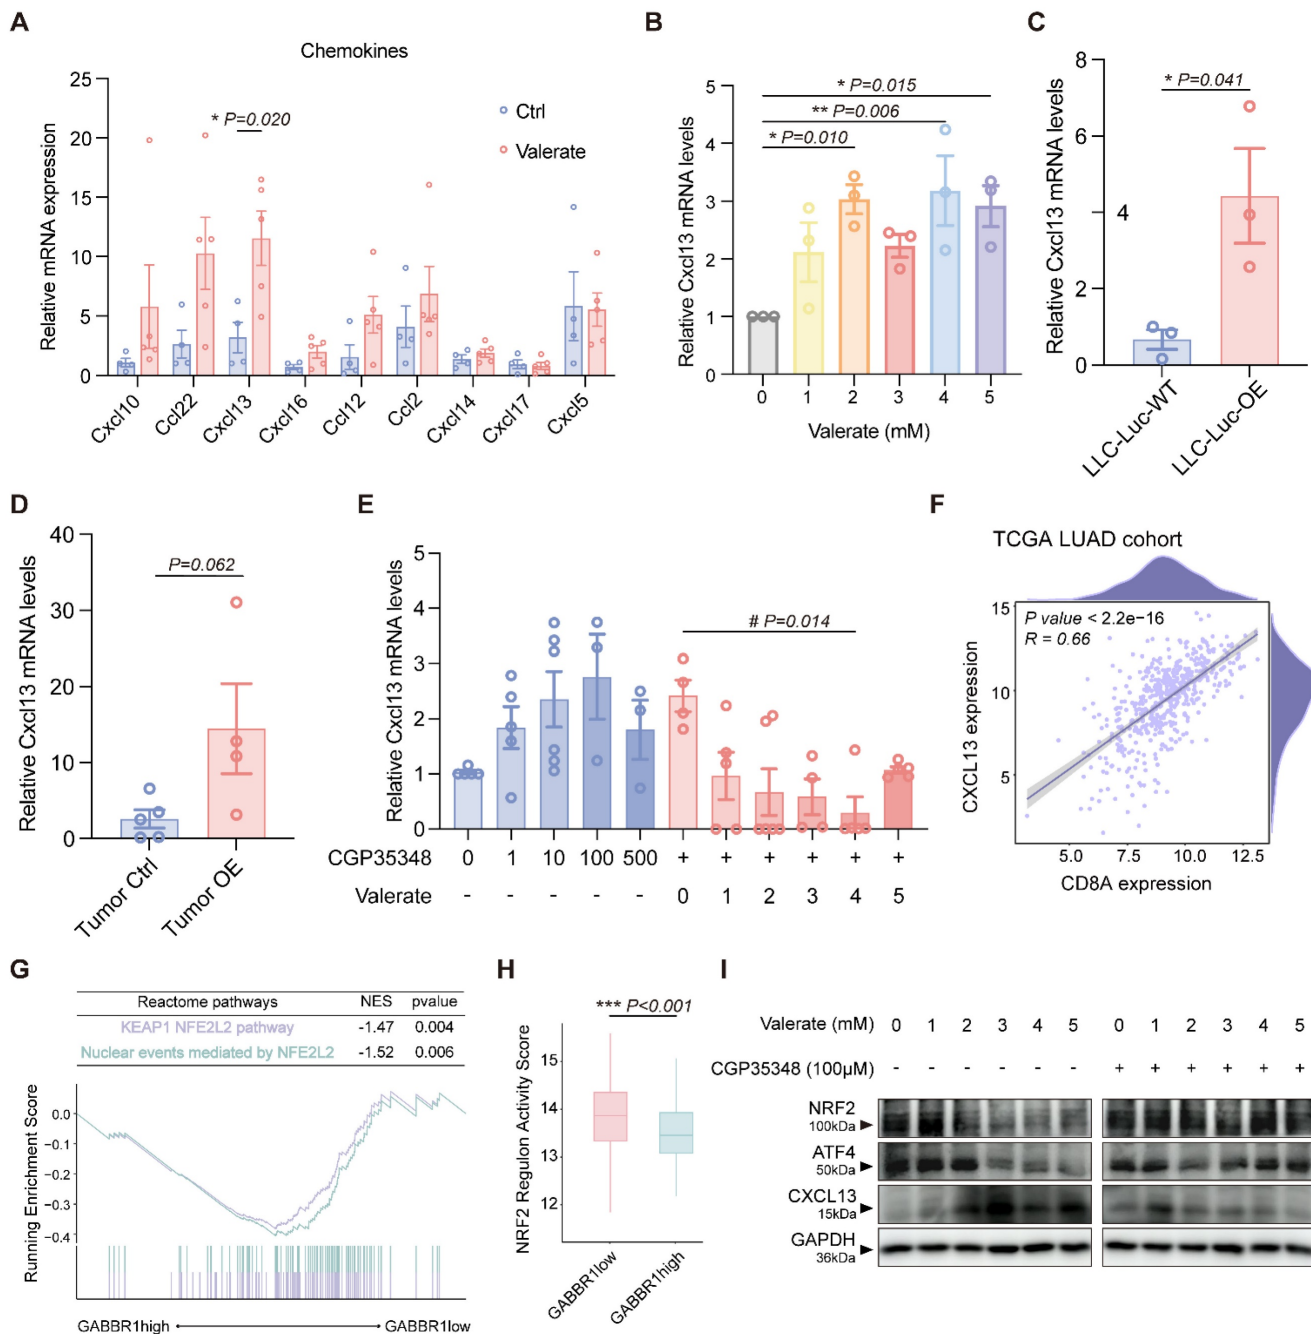 A
Chemokines
Relative mRNA expression
25
20
15
10
5
0
* P=0.020
Ctrl
Valerate
Cxcl10
Ccl22
Cxcl13
Cxcl16
Ccl12
Ccl2
Cxcl14
Cxcl17
Cxcl5
B
Relative Cxcl13 mRNA levels
5
4
3
2
1
0
* P=0.015
** P=0.006
* P=0.010
0 1 2 3 4 5
Valerate (mM)
C
Relative Cxcl13 mRNA levels
8
6
4
2
0
* P=0.041
LLC-Luc-WT
LLC-Luc-OE
D
Relative Cxcl13 mRNA levels
40
30
20
10
0
P=0.062
Tumor Ctrl
Tumor OE
E
Relative Cxcl13 mRNA levels
5
4
3
2
1
0
# P=0.014
CGP35348 0 1 10 100 500 + + + + + +
Valerate - - - - - 0 1 2 3 4 5
F
TCGA LUAD cohort
P value < 2.2e−16
R = 0.66
CXCL13 expression
15
10
5
5.0 7.5 10.0 12.5
CD8A expression
G
Reactome pathways NES pvalue
KEAP1 NFE2L2 pathway -1.47 0.004
Nuclear events mediated by NFE2L2 -1.52 0.006
Running Enrichment Score
0.0
−0.1
−0.2
−0.3
−0.4
GABBR1high GABBR1low
H
*** P<0.001
NRF2 Regulon Activity Score
15
14
13
12
GABBR1low
GABBR1high
I
Valerate (mM) 0 1 2 3 4 5 0 1 2 3 4 5
CGP35348 (100μM) - - - - - - + + + + + +
NRF2
100kDa
ATF4
50kDa
CXCL13
15kDa
GAPDH
36kDa